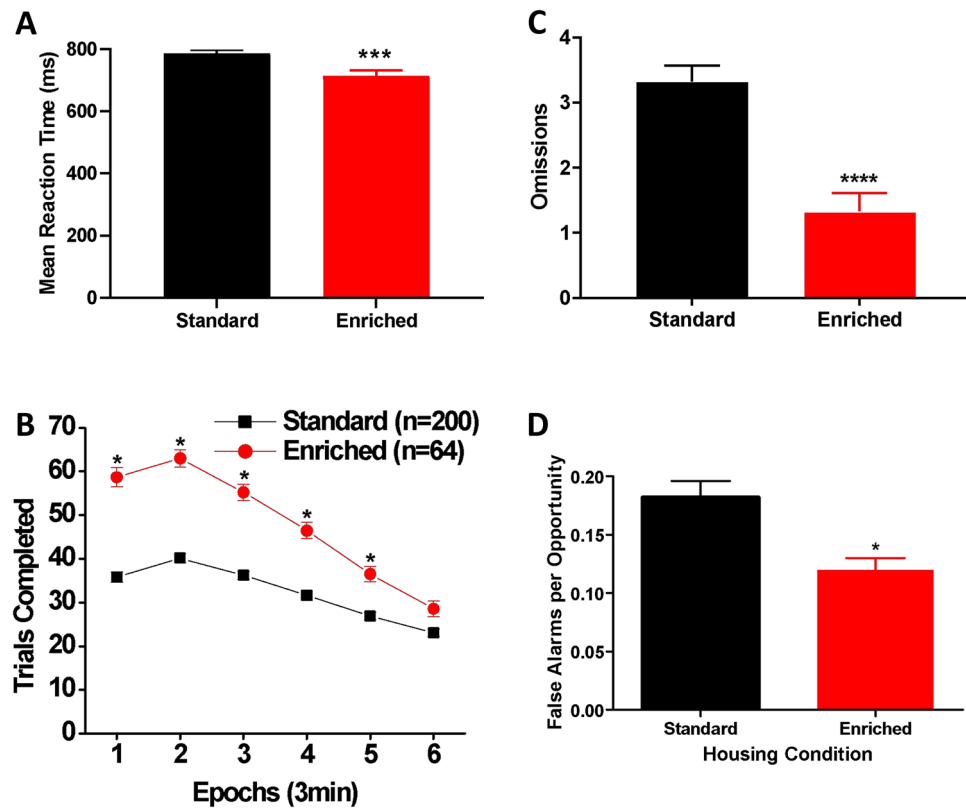 A
Mean Reaction Time (ms)
800
600
400
200
0
***
Standard
Enriched
C
Omissions
4
3
2
1
0
****
Standard
Enriched
B
Trials Completed
70
60
50
40
30
20
10
0
Standard (n=200)
Enriched (n=64)
*
*
*
*
*
1 2 3 4 5 6
Epochs (3min)
D
False Alarms per Opportunity
0.20
0.15
0.10
0.05
0.00
*
Standard
Enriched
Housing Condition